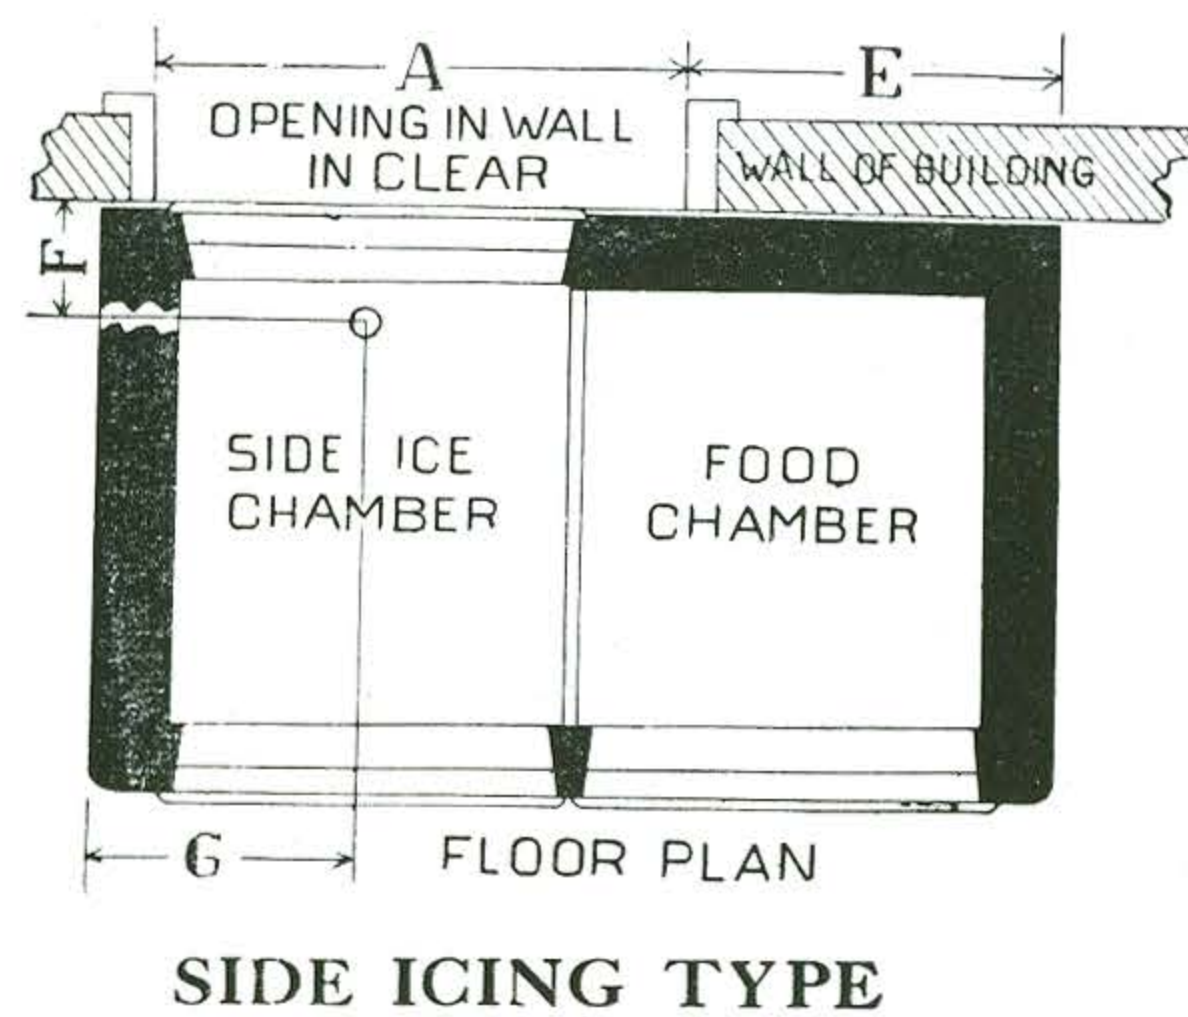 A
E
OPENING IN WALL
IN CLEAR
WALL OF BUILDING
F
SIDE ICE
CHAMBER
FOOD
CHAMBER
G
FLOOR PLAN
SIDE ICING TYPE